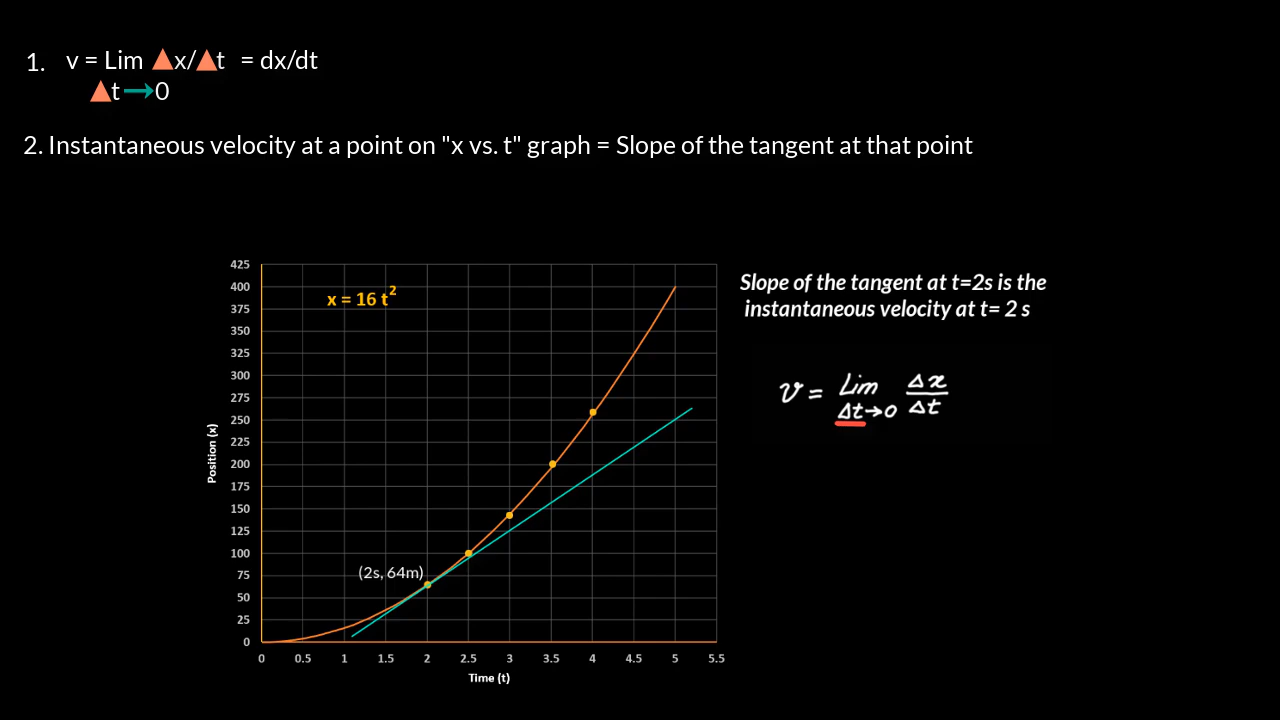 1. v = Lim ▲x/▲t = dx/dt
▲t→0
2. Instantaneous velocity at a point on "x vs. t" graph = Slope of the tangent at that point
x = 16 t²
Slope of the tangent at t=2s is the
instantaneous velocity at t= 2 s
v = Lim Δx/Δt
Δt→0
Position (x)
425
400
375
350
325
300
275
250
225
200
175
150
125
100
75
50
25
0
(2s, 64m)
0 0.5 1 1.5 2 2.5 3 3.5 4 4.5 5 5.5
Time (t)